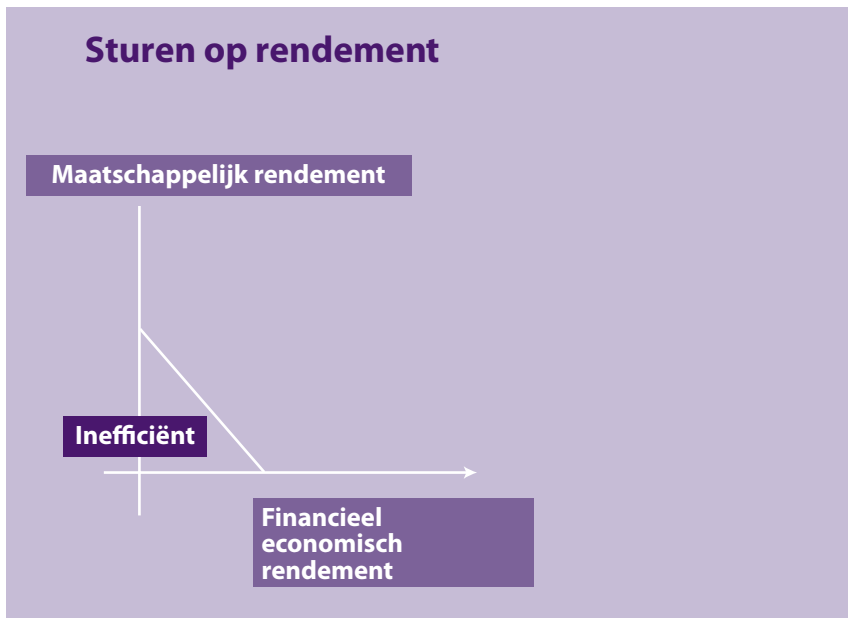 Sturen op rendement
Maatschappelijk rendement
Inefficiënt
Financieel
economisch
rendement